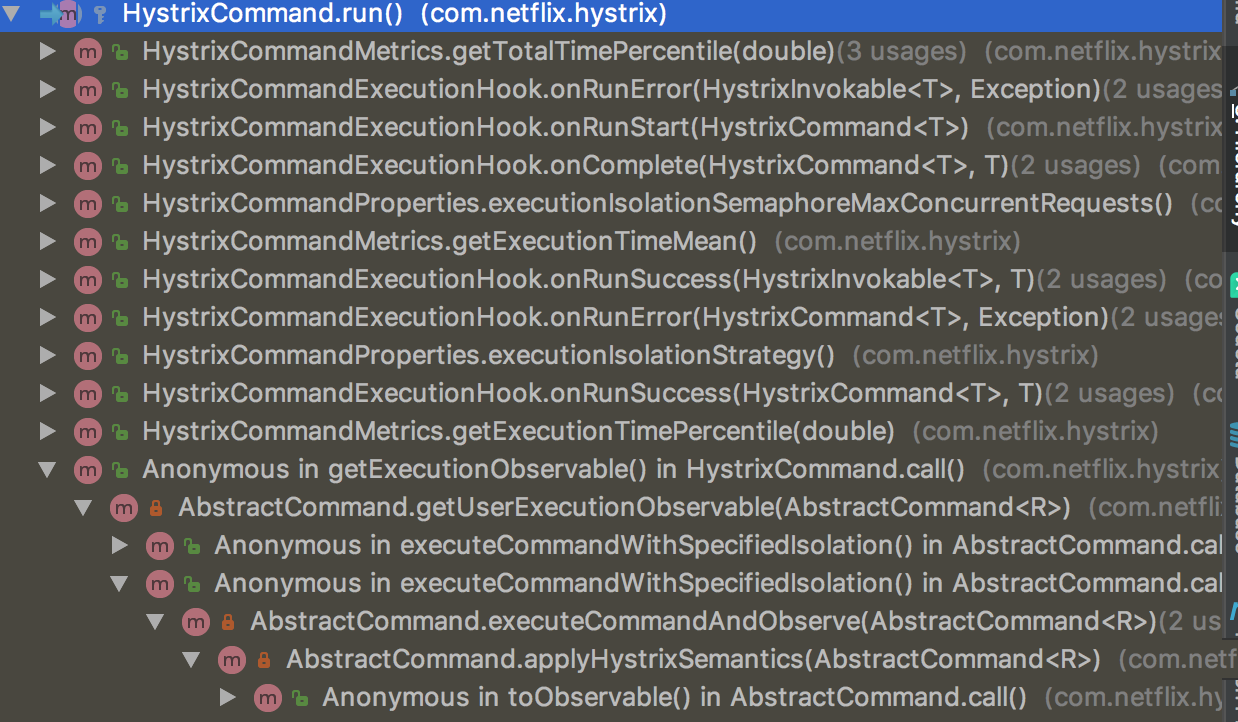 HystrixCommand.run() (com.netflix.hystrix)
HystrixCommandMetrics.getTotalTimePercentile(double)(3 usages) (com.netflix.hystrix
HystrixCommandExecutionHook.onRunError(HystrixInvokable<T>, Exception)(2 usages
HystrixCommandExecutionHook.onRunStart(HystrixCommand<T>) (com.netflix.hystrix
HystrixCommandExecutionHook.onComplete(HystrixCommand<T>, T)(2 usages) (com
HystrixCommandProperties.executionIsolationSemaphoreMaxConcurrentRequests() (co
HystrixCommandMetrics.getExecutionTimeMean() (com.netflix.hystrix)
HystrixCommandExecutionHook.onRunSuccess(HystrixInvokable<T>, T)(2 usages) (co
HystrixCommandExecutionHook.onRunError(HystrixCommand<T>, Exception)(2 usages
HystrixCommandProperties.executionIsolationStrategy() (com.netflix.hystrix)
HystrixCommandExecutionHook.onRunSuccess(HystrixCommand<T>, T)(2 usages) (co
HystrixCommandMetrics.getExecutionTimePercentile(double) (com.netflix.hystrix)
Anonymous in getExecutionObservable() in HystrixCommand.call() (com.netflix.hystrix
AbstractCommand.getUserExecutionObservable(AbstractCommand<R>) (com.netfli
Anonymous in executeCommandWithSpecifiedIsolation() in AbstractCommand.cal
Anonymous in executeCommandWithSpecifiedIsolation() in AbstractCommand.cal
AbstractCommand.executeCommandAndObserve(AbstractCommand<R>)(2 us
AbstractCommand.applyHystrixSemantics(AbstractCommand<R>) (com.netf
Anonymous in toObservable() in AbstractCommand.call() (com.netflix.hy